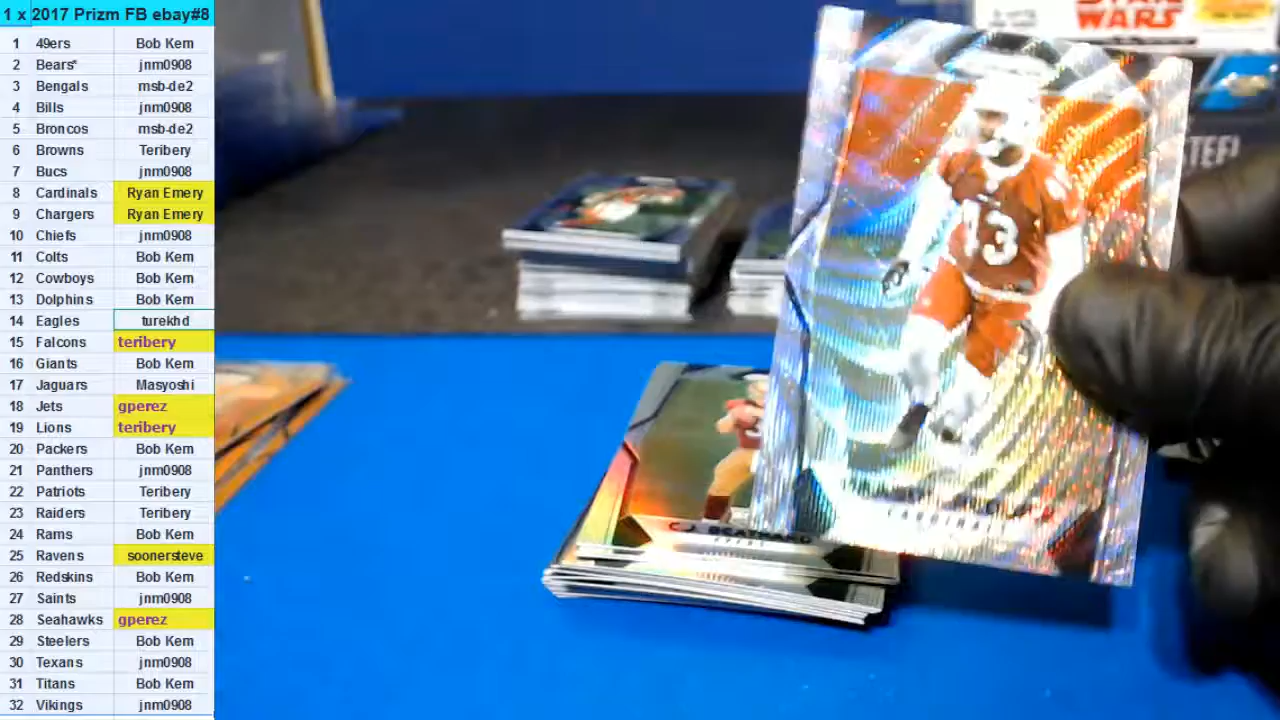 1 x 2017 Prizm FB ebay#8
1 49ers Bob Kem
2 Bears* jnm0908
3 Bengals msb-de2
4 Bills jnm0908
5 Broncos msb-de2
6 Browns Teribery
7 Bucs jnm0908
8 Cardinals Ryan Emery
9 Chargers Ryan Emery
10 Chiefs jnm0908
11 Colts Bob Kem
12 Cowboys Bob Kem
13 Dolphins Bob Kem
14 Eagles turekhd
15 Falcons teribery
16 Giants Bob Kem
17 Jaguars Masyoshi
18 Jets gperez
19 Lions teribery
20 Packers Bob Kem
21 Panthers jnm0908
22 Patriots Teribery
23 Raiders Teribery
24 Rams Bob Kem
25 Ravens soonersteve
26 Redskins Bob Kem
27 Saints jnm0908
28 Seahawks gperez
29 Steelers Bob Kem
30 Texans jnm0908
31 Titans Bob Kem
32 Vikings jnm0908
STAR
WARS
13